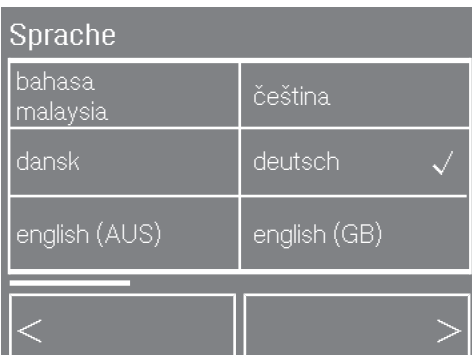 Sprache
bahasa
malaysia
čeština
dansk
deutsch ✓
english (AUS)
english (GB)
< >